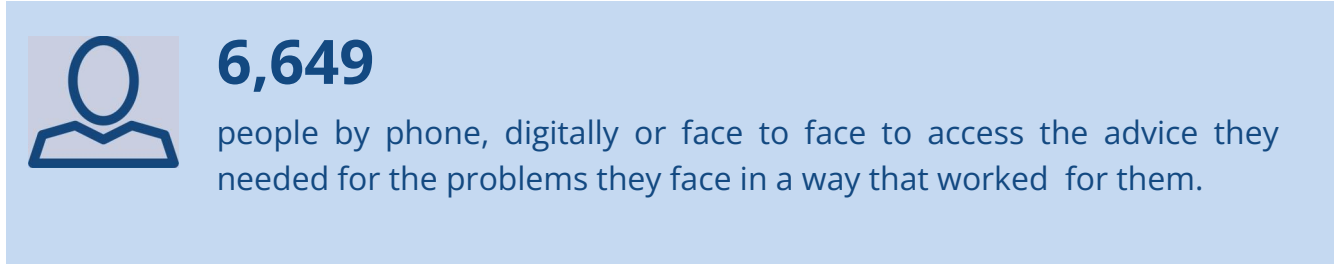 6,649
people by phone, digitally or face to face to access the advice they
needed for the problems they face in a way that worked  for them.